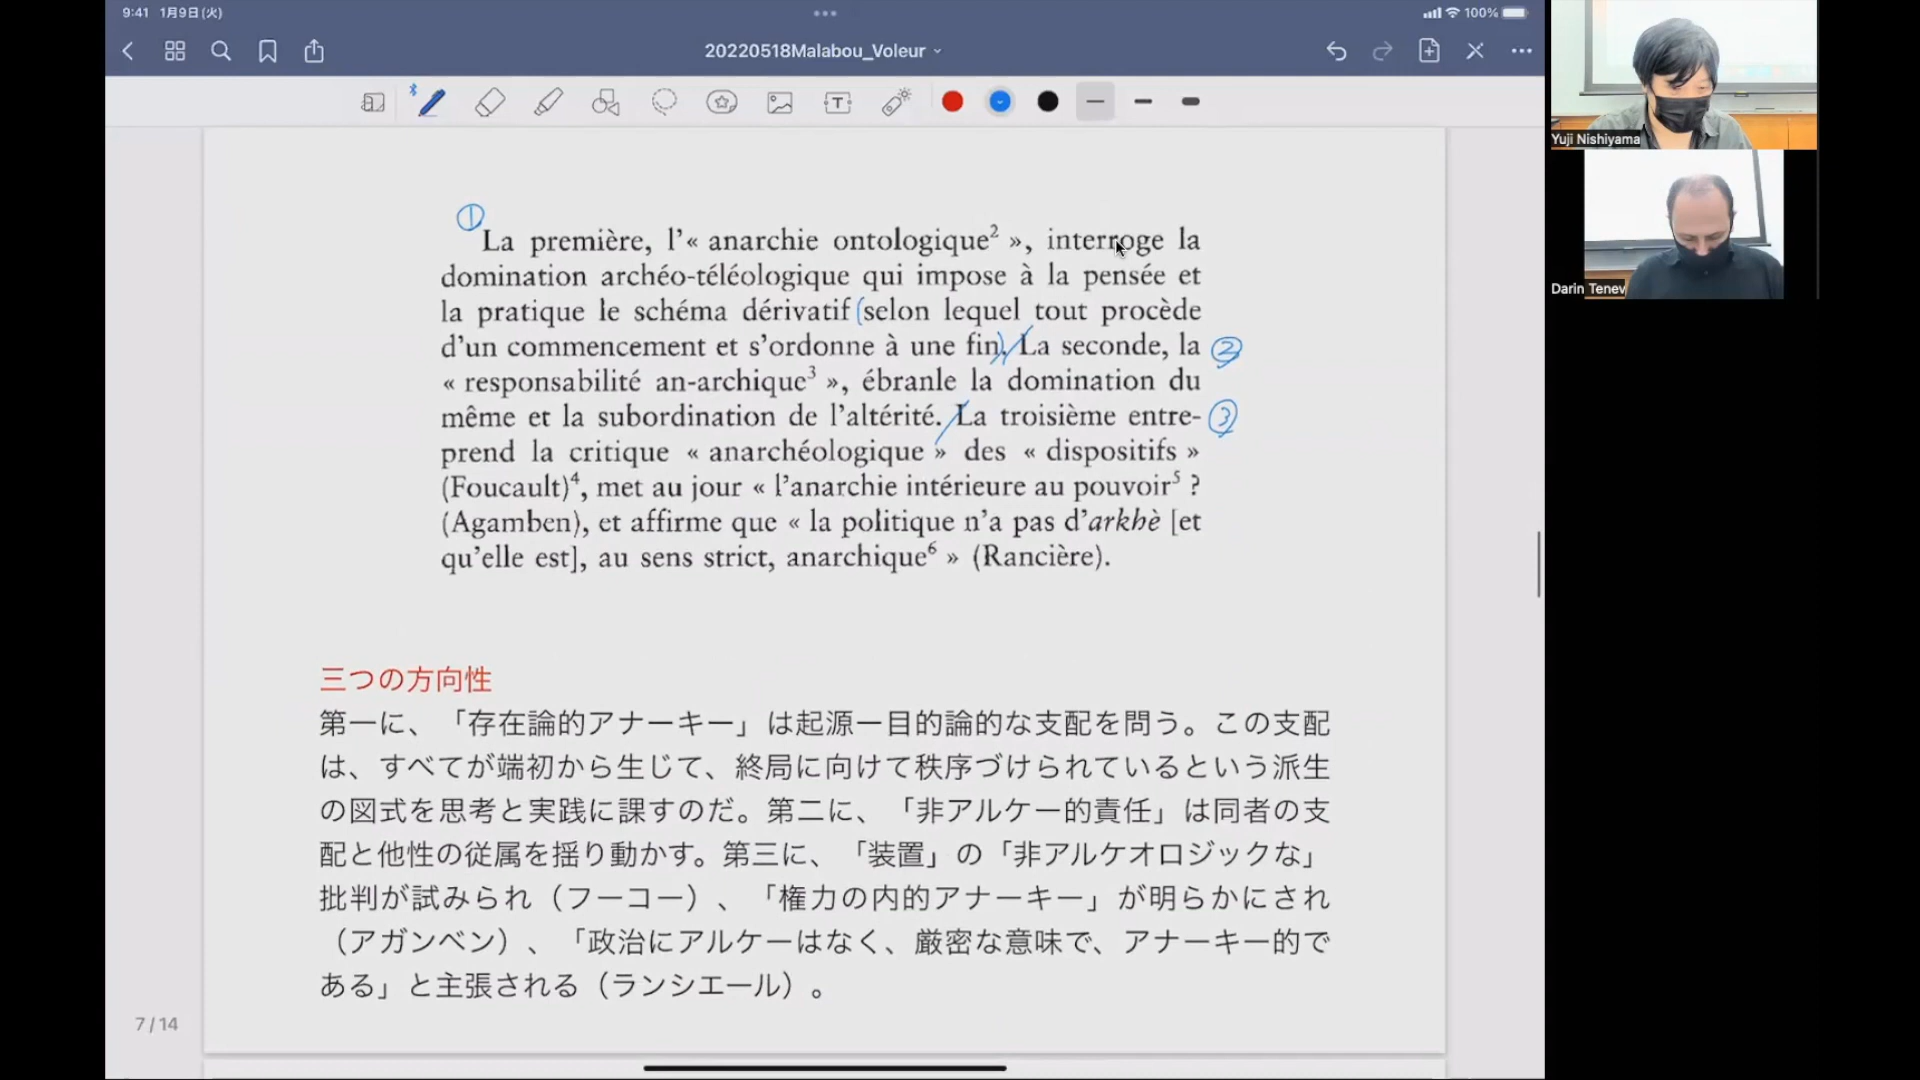 9:41 1月9日(火)
100%
20220518Malabou_Voleur
①
La première, l'« anarchie ontologique² », interroge la
domination archéo-téléologique qui impose à la pensée et
la pratique le schéma dérivatif (selon lequel tout procède
d'un commencement et s'ordonne à une fin). La seconde, la ②
« responsabilité an-archique³ », ébranle la domination du
même et la subordination de l'altérité. La troisième entre- ③
prend la critique « anarchéologique » des « dispositifs »
(Foucault)⁴, met au jour « l'anarchie intérieure au pouvoir⁵ ?
(Agamben), et affirme que « la politique n'a pas d'arkhè [et
qu'elle est], au sens strict, anarchique⁶ » (Rancière).
三つの方向性
第一に、「存在論的アナーキー」は起源ー目的論的な支配を問う。この支配
は、すべてが端初から生じて、終局に向けて秩序づけられているという派生
の図式を思考と実践に課すのだ。第二に、「非アルケー的責任」は同者の支
配と他性の従属を揺り動かす。第三に、「装置」の「非アルケオロジックな」
批判が試みられ（フーコー）、「権力の内的アナーキー」が明らかにされ
（アガンベン）、「政治にアルケーはなく、厳密な意味で、アナーキー的で
ある」と主張される（ランシエール）。
7 / 14
Yuji Nishiyama
Darin Tenev